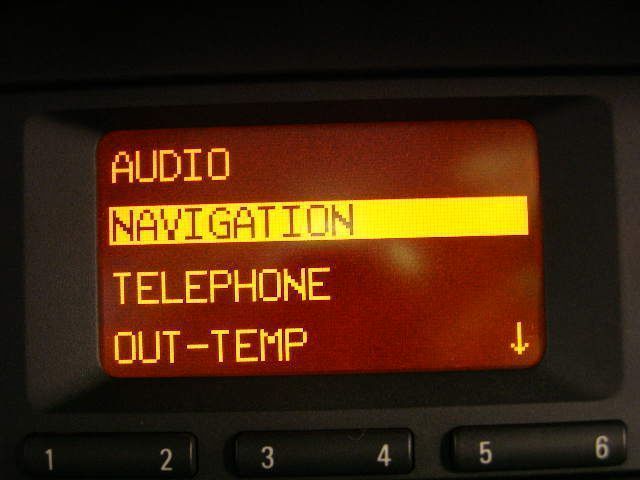 AUDIO
NAVIGATION
TELEPHONE
OUT-TEMP ↓
1 2 3 4 5 6